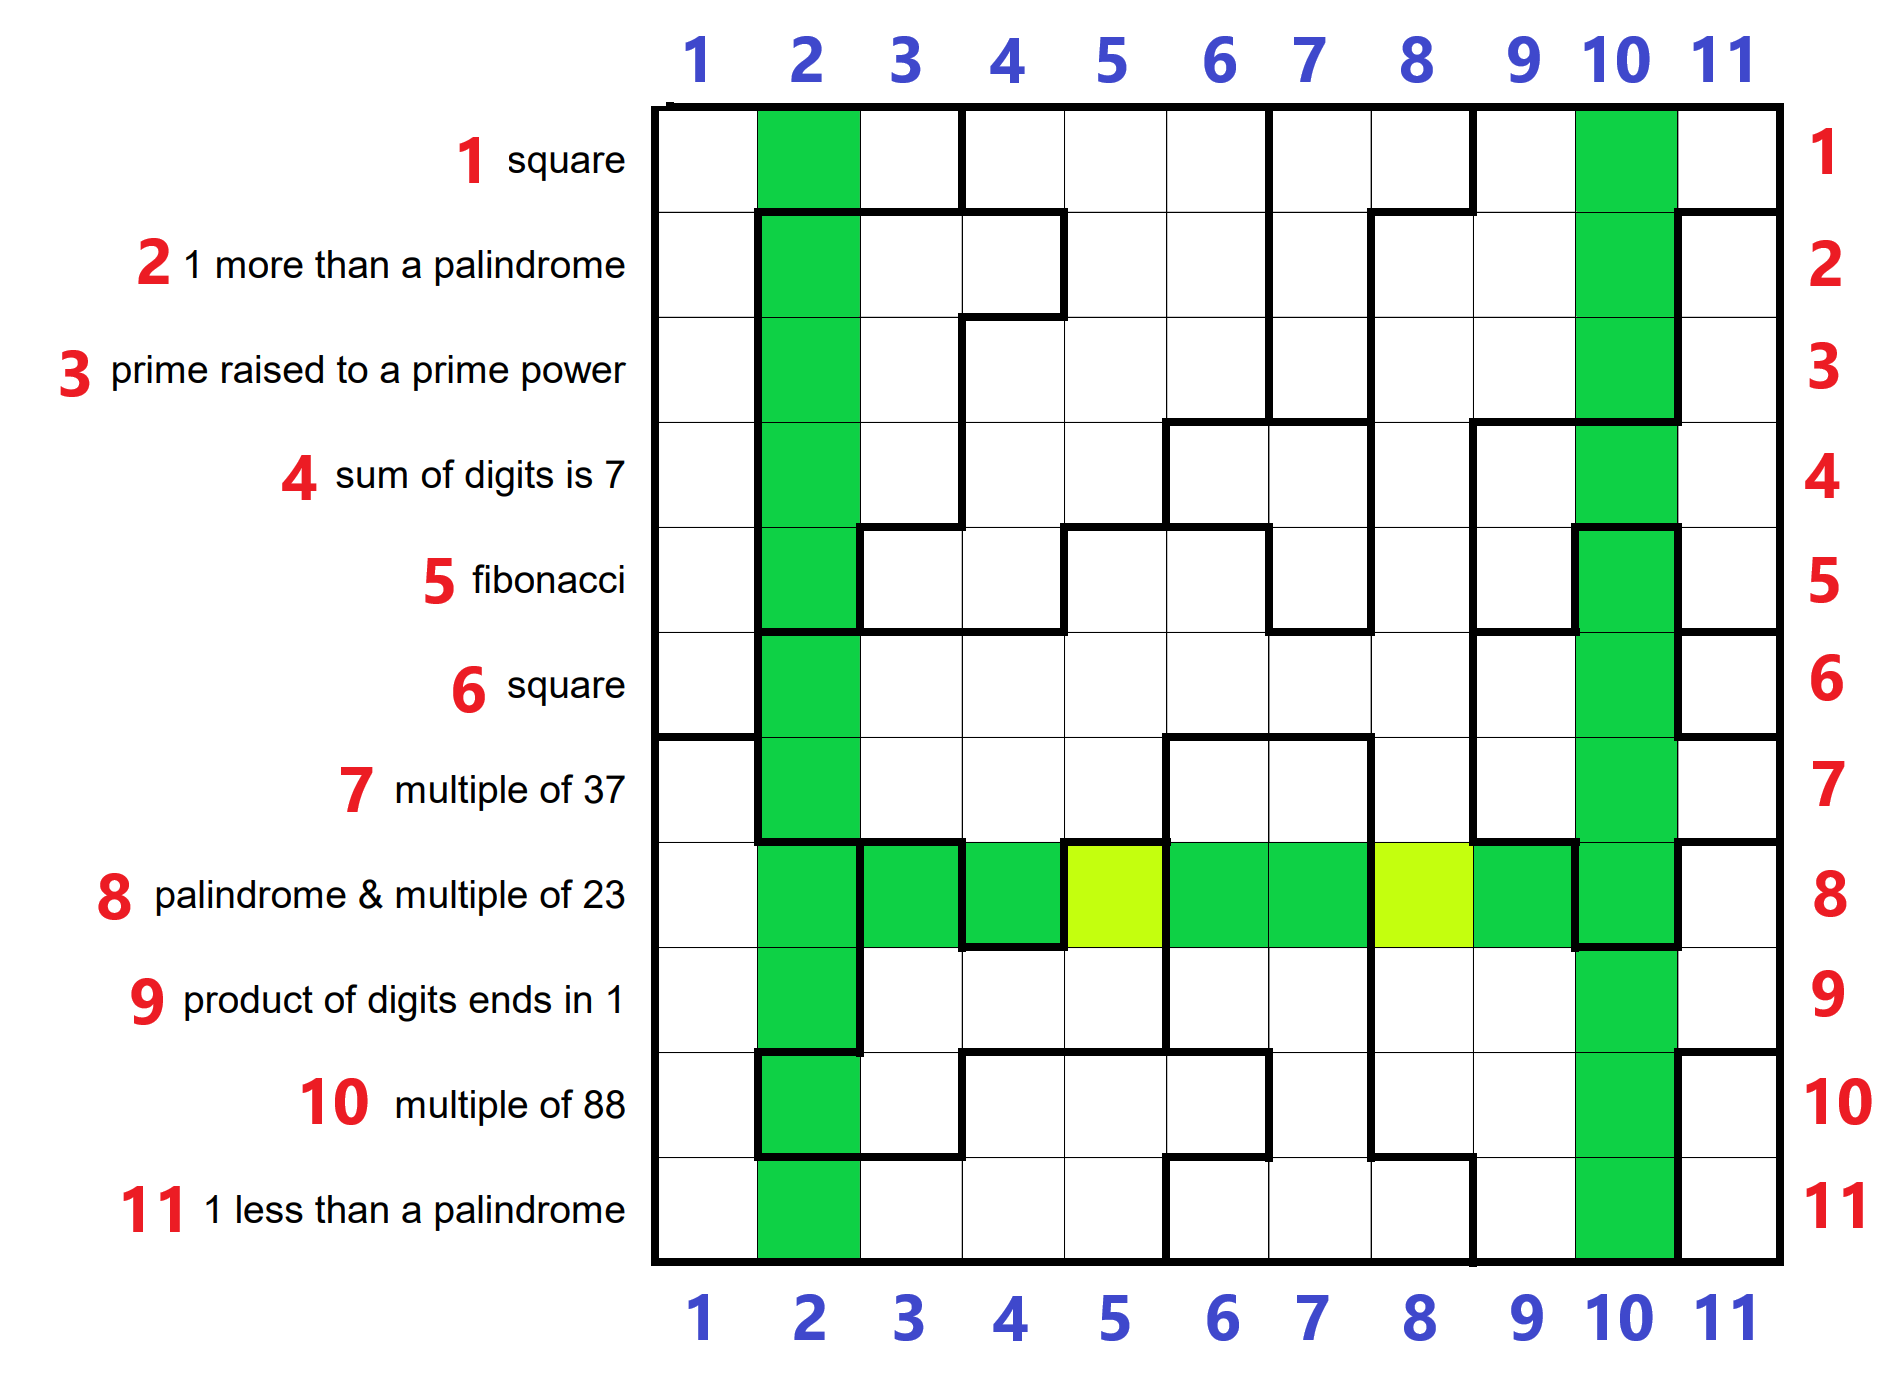 1 2 3 4 5 6 7 8 9 10 11
1 square 1
2 1 more than a palindrome 2
3 prime raised to a prime power 3
4 sum of digits is 7 4
5 fibonacci 5
6 square 6
7 multiple of 37 7
8 palindrome & multiple of 23 8
9 product of digits ends in 1 9
10 multiple of 88 10
11 1 less than a palindrome 11
1 2 3 4 5 6 7 8 9 10 11